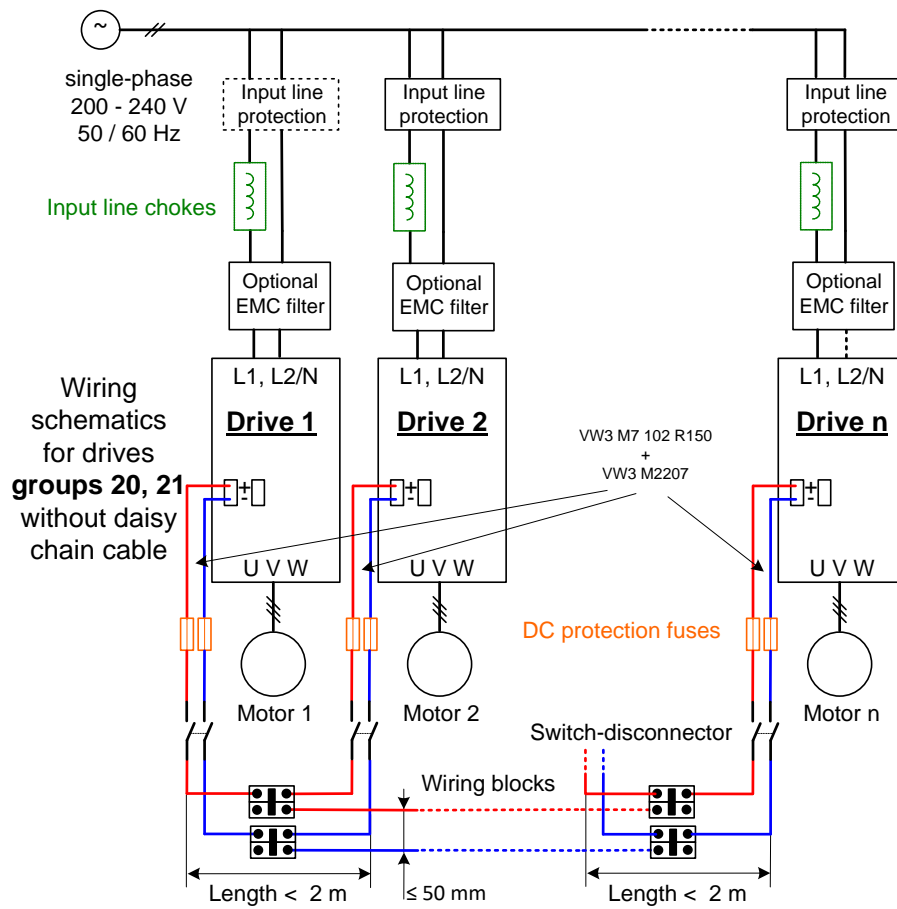 ~
single-phase
200 - 240 V
50 / 60 Hz
Input line
protection
Input line
protection
Input line
protection
Input line chokes
Optional
EMC filter
Optional
EMC filter
Optional
EMC filter
L1, L2/N
L1, L2/N
L1, L2/N
Drive 1
Drive 2
Drive n
Wiring
schematics
for drives
groups 20, 21
without daisy
chain cable
VW3 M7 102 R150
+
VW3 M2207
+
-
+
-
+
-
U V W
U V W
U V W
DC protection fuses
Motor 1
Motor 2
Motor n
Switch-disconnector
Wiring blocks
Length < 2 m
≤ 50 mm
Length < 2 m